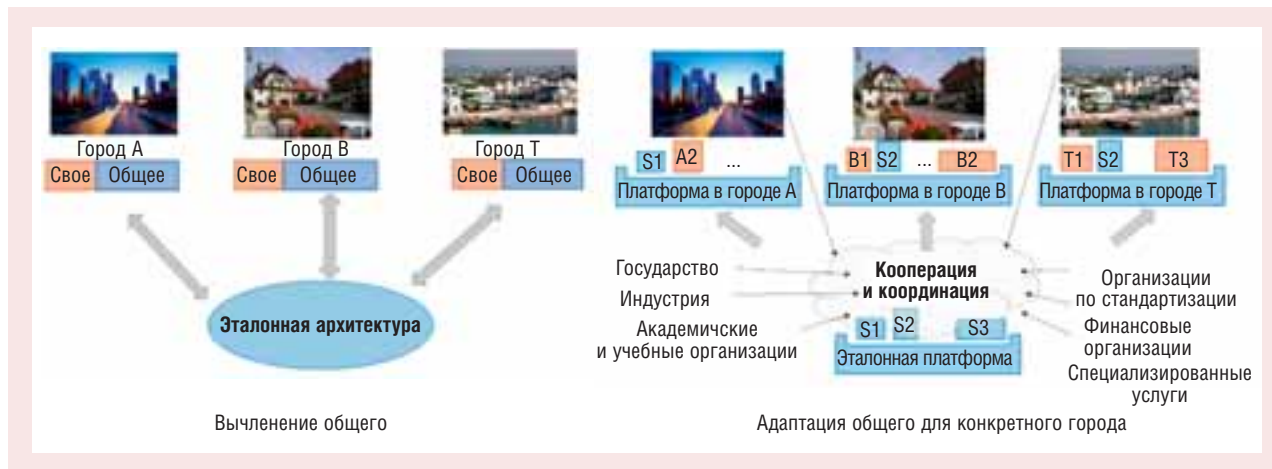 Город А
Свое Общее
Город В
Свое Общее
Город Т
Свое Общее
Эталонная архитектура
Вычленение общего
S1 A2 ...
Платформа в городе А
B1 S2 ... B2
Платформа в городе В
T1 S2 T3
Платформа в городе Т
Государство
Индустрия
Академичские
и учебные организации
Кооперация
и координация
S1 S2 S3
Эталонная платформа
Организации
по стандартизации
Финансовые
организации
Специализированные
услуги
Адаптация общего для конкретного города